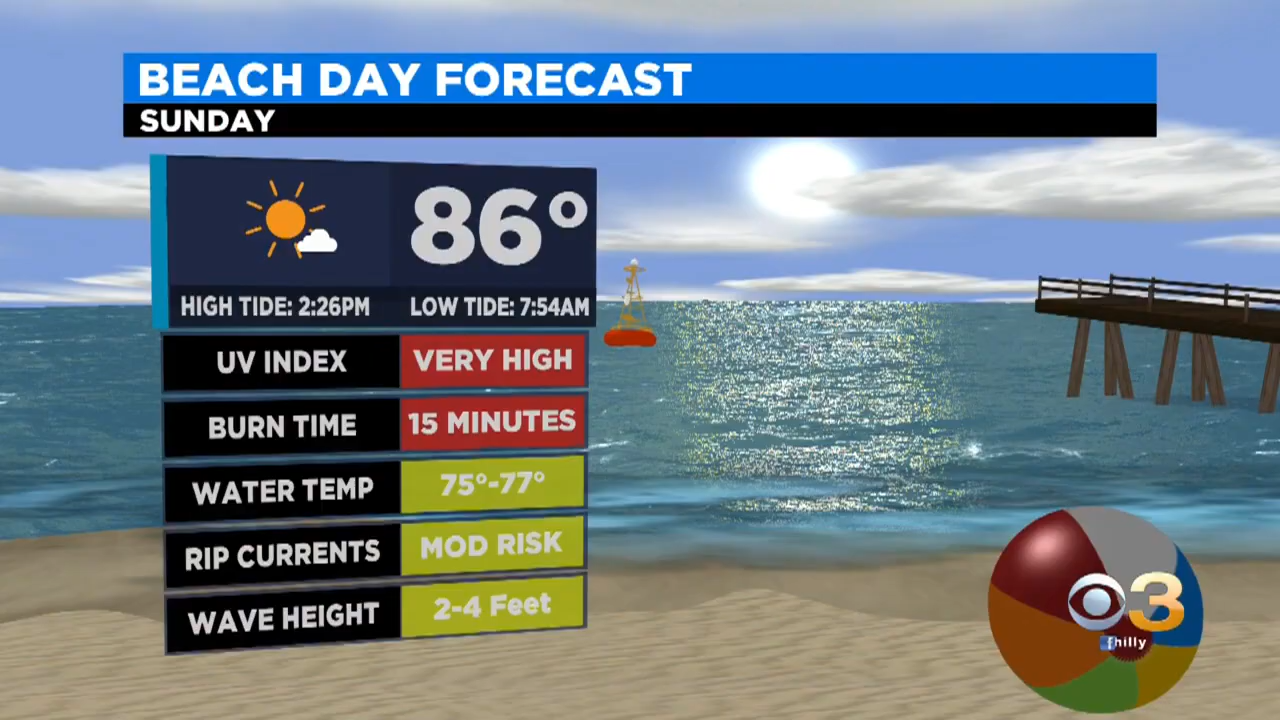 BEACH DAY FORECAST
SUNDAY
86°
HIGH TIDE: 2:26PM LOW TIDE: 7:54AM
UV INDEX VERY HIGH
BURN TIME 15 MINUTES
WATER TEMP 75°-77°
RIP CURRENTS MOD RISK
WAVE HEIGHT 2-4 Feet
3
philly